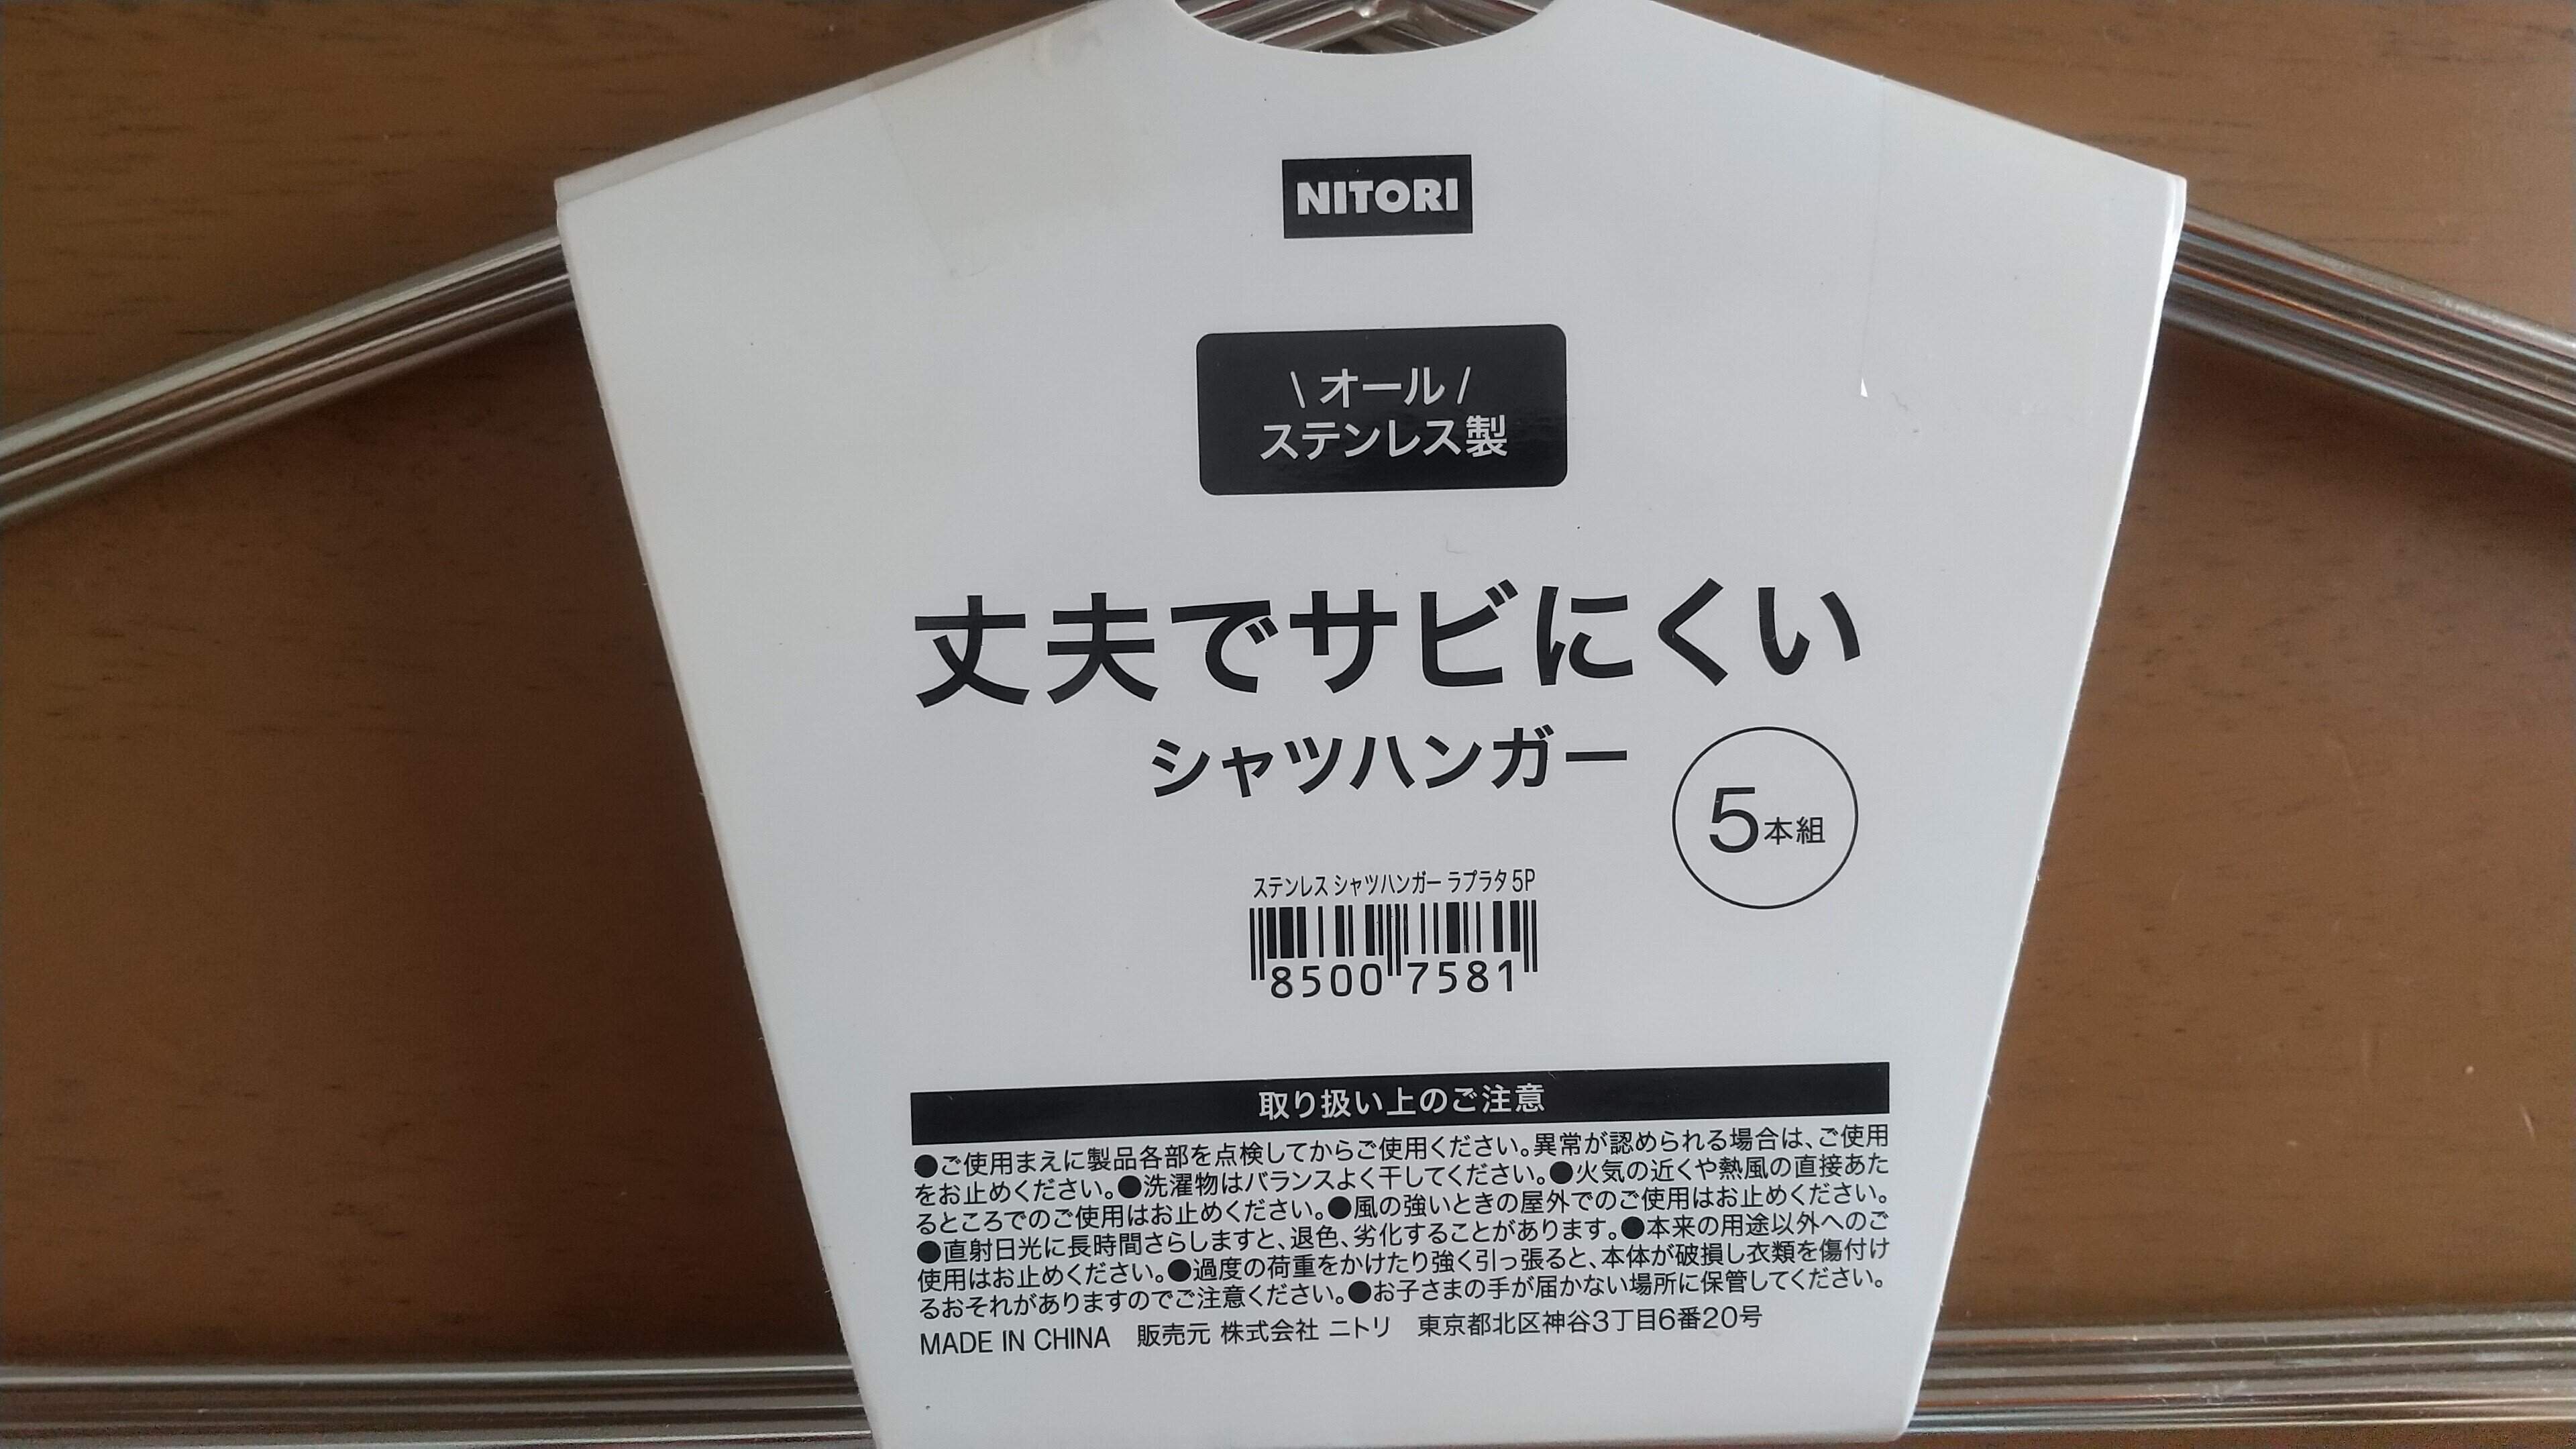 NITORI
\ オール /
ステンレス製
丈夫でサビにくい
シャツハンガー
5本組
ステンレス シャツハンガー ラプラタ 5P
8500 7581
取り扱い上のご注意
●ご使用まえに製品各部を点検してからご使用ください。異常が認められる場合は、ご使用
をお止めください。●洗濯物はバランスよく干してください。●火気の近くや熱風の直接あた
るところでのご使用はお止めください。●風の強いときの屋外でのご使用はお止めください。
●直射日光に長時間さらしますと、退色、劣化することがあります。●本来の用途以外へのご
使用はお止めください。●過度の荷重をかけたり強く引っ張ると、本体が破損し衣類を傷付け
るおそれがありますのでご注意ください。●お子さまの手が届かない場所に保管してください。
MADE IN CHINA 販売元 株式会社 ニトリ 東京都北区神谷3丁目6番20号